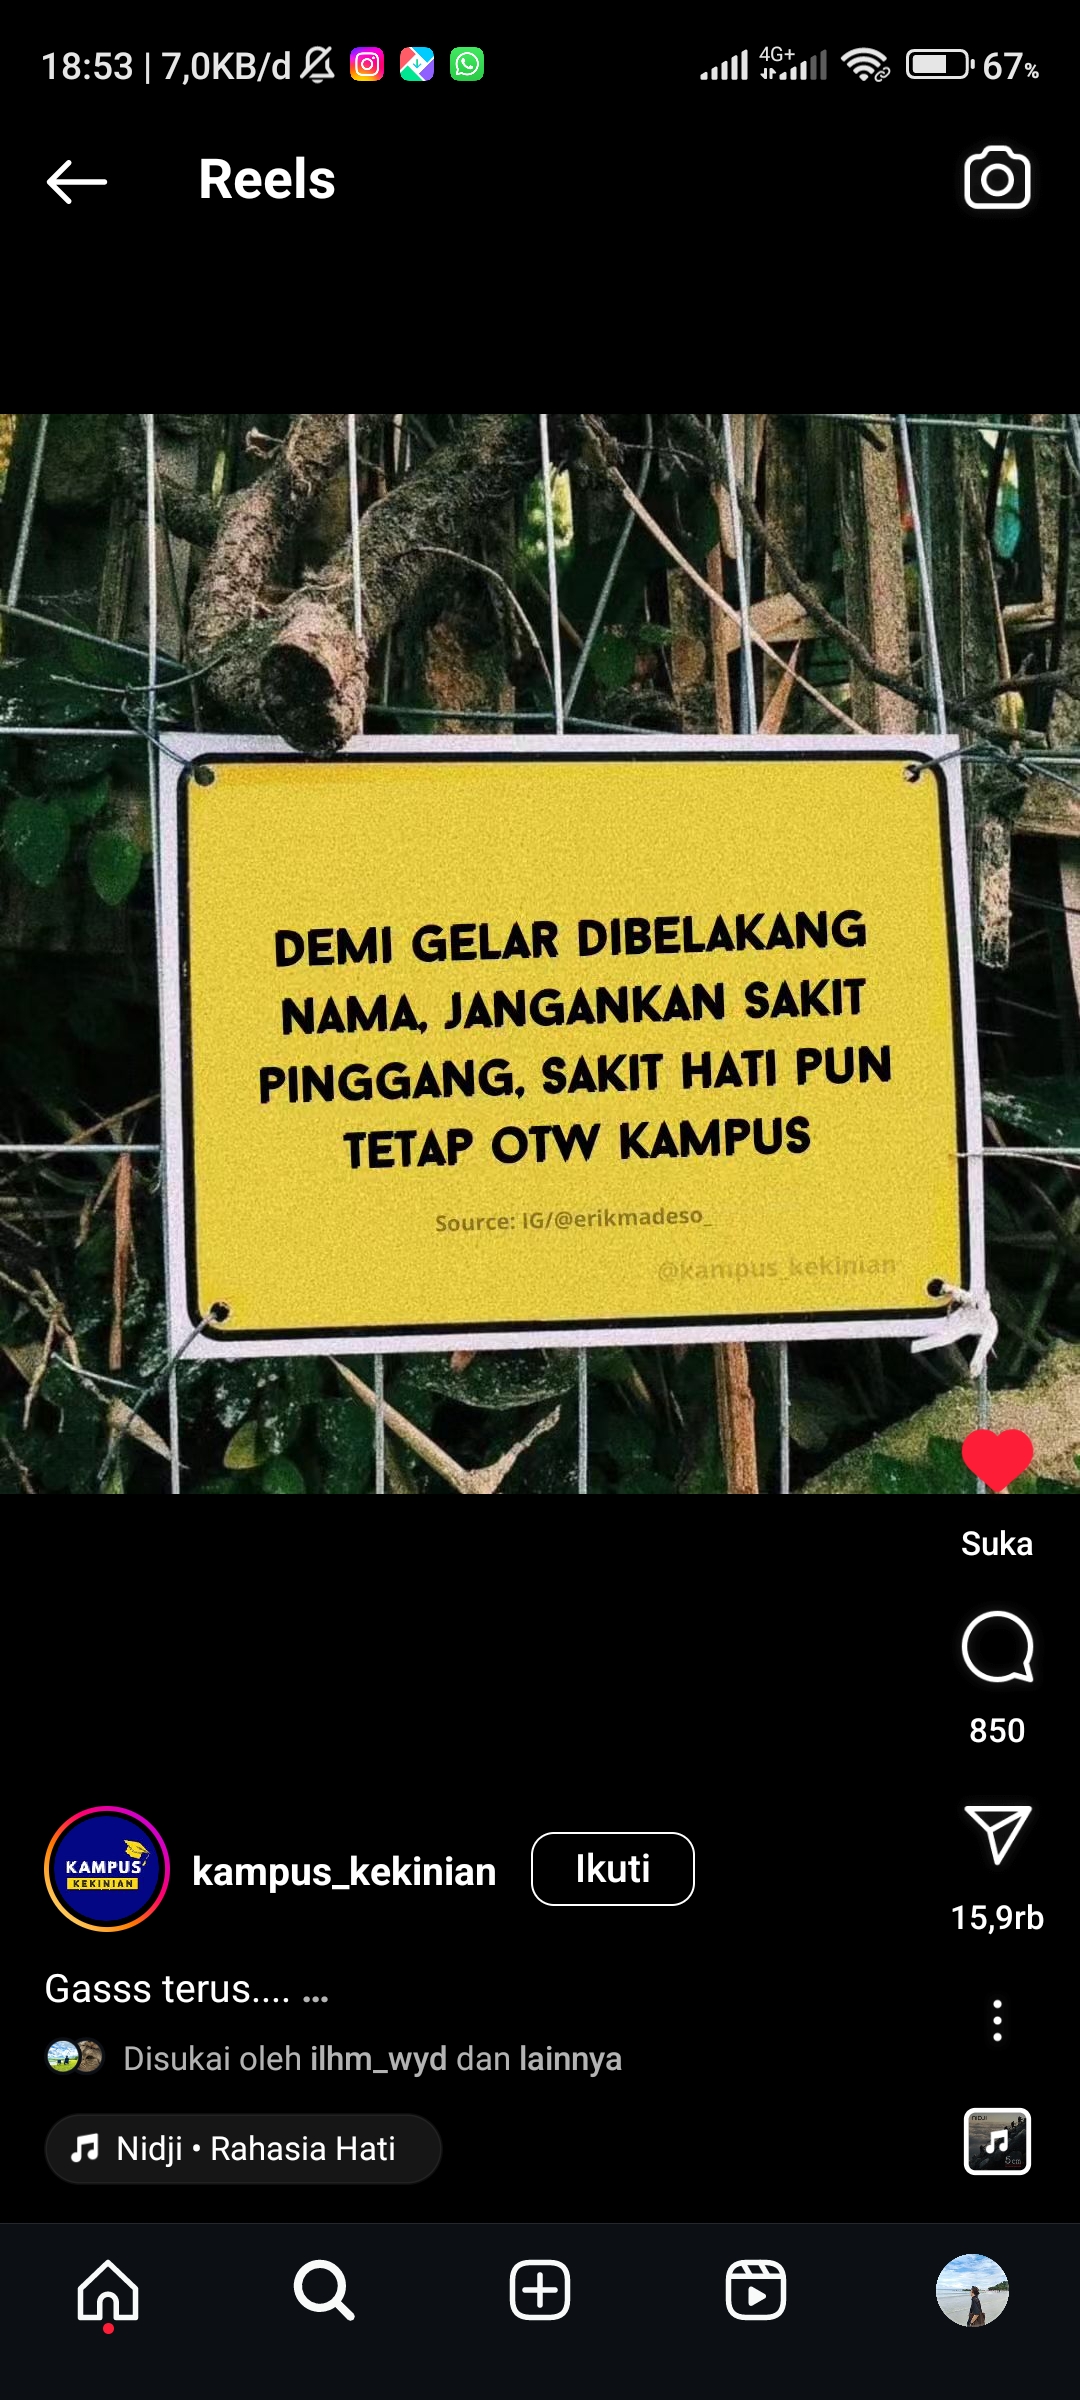 18:53 | 7,0KB/d
4G+
67%
Reels
DEMI GELAR DIBELAKANG
NAMA, JANGANKAN SAKIT
PINGGANG, SAKIT HATI PUN
TETAP OTW KAMPUS
Source: IG/@erikmadeso_
@kampus_kekinian
Suka
850
15,9rb
KAMPUS
KEKINIAN
kampus_kekinian
Ikuti
Gasss terus.... ...
Disukai oleh ilhm_wyd dan lainnya
Nidji • Rahasia Hati
NIDJI
5cm